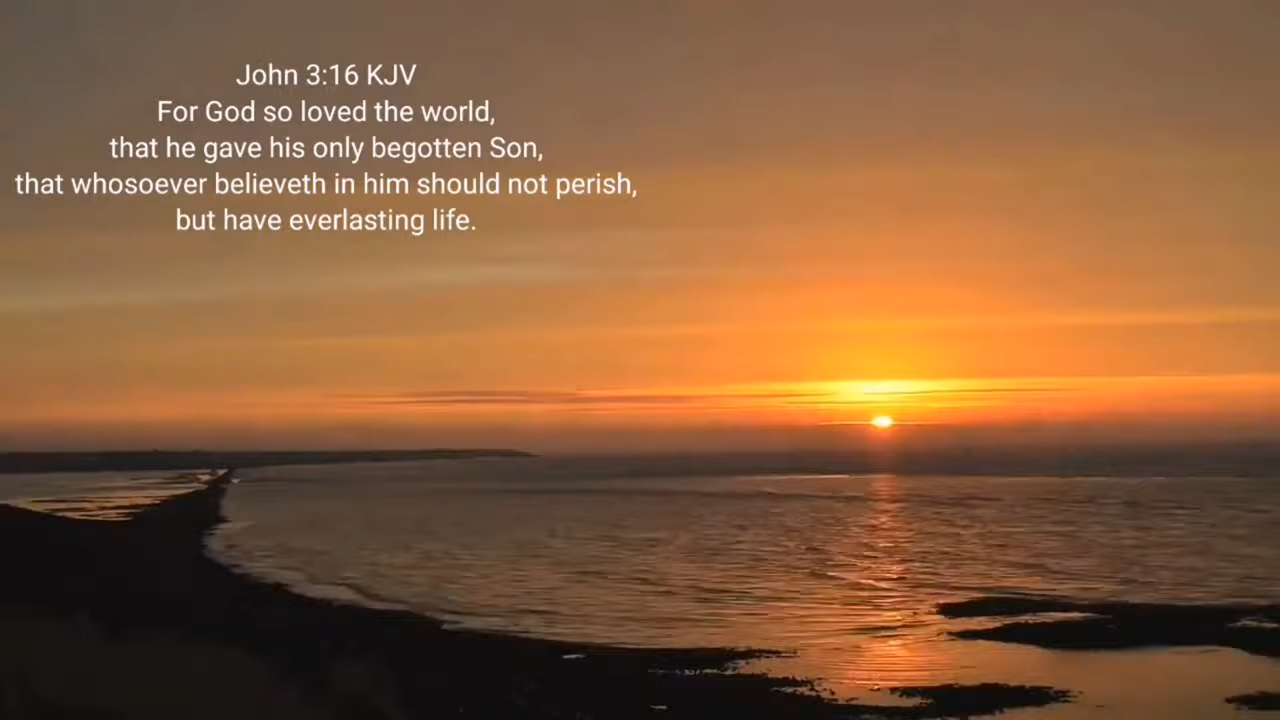 John 3:16 KJV
For God so loved the world,
that he gave his only begotten Son,
that whosoever believeth in him should not perish,
but have everlasting life.